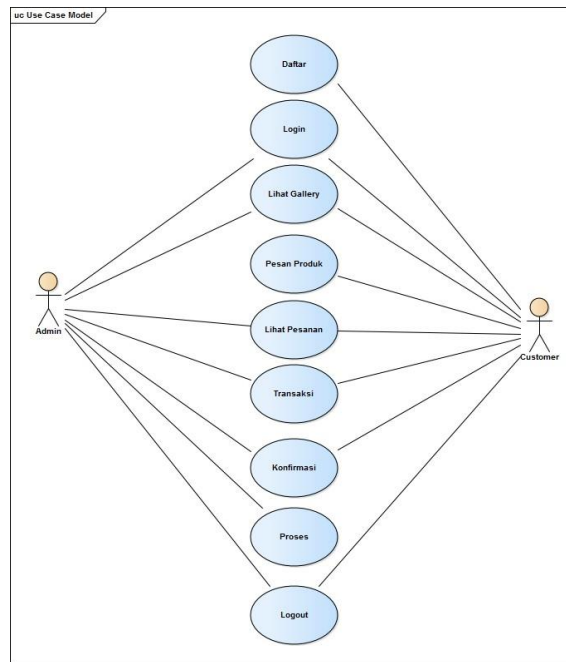 uc Use Case Model
Daftar
Login
Lihat Gallery
Pesan Produk
Lihat Pesanan
Transaksi
Konfirmasi
Proses
Logout
Admin
Customer